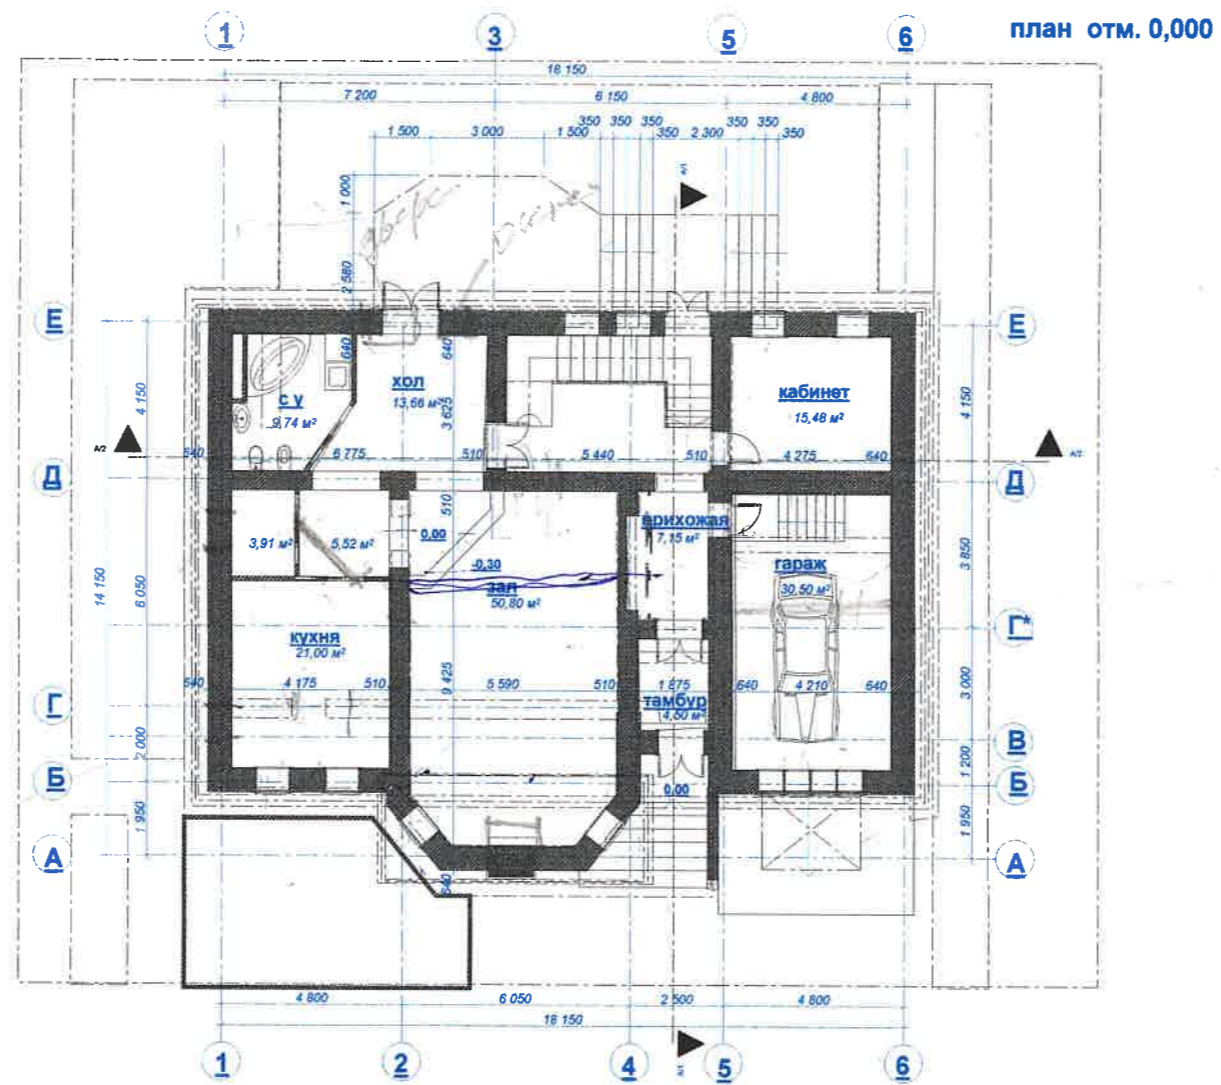 план отм. 0,000
1 3 5 6
18 150
7 200 6 150 4 800
350 350 350 350 350
1 500 3 000 1 500 350 2 300 350
А/1
1 000
2 580
Е Е
640 640
4 150 4 150
хол
13,66 м²
3 625
кабинет
15,48 м²
с у
9,74 м²
А/2 А/2
540 6 775 510 5 440 510 4 275 640
Д Д
510
прихожая
7,15 м²
0,00
3,91 м² 5,52 м²
-0,30
зал
50,80 м²
гараж
30,50 м²
3 850
14 150
6 050
Г*
кухня
21,00 м²
9 425
540 4 175 510 5 590 510 1 875 640 4 210 640
3 000
тамбур
4,50 м²
Г
В
2 000
1 200
Б Б
0,00
1 950 1 950
А А
640
4 800 6 050 2 500 4 800
18 150
А/1
1 2 4 5 6